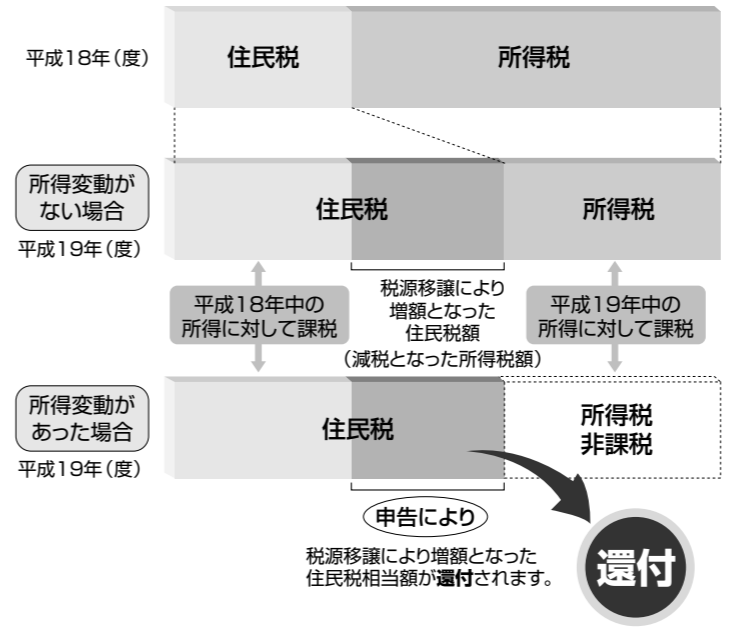 平成18年（度）
住民税
所得税
所得変動が
ない場合
平成19年（度）
住民税
所得税
平成18年中の
所得に対して課税
税源移譲により
増額となった
住民税額
（減税となった所得税額）
平成19年中の
所得に対して課税
所得変動が
あった場合
平成19年（度）
住民税
所得税
非課税
申告により
税源移譲により増額となった
住民税相当額が還付されます。
還付